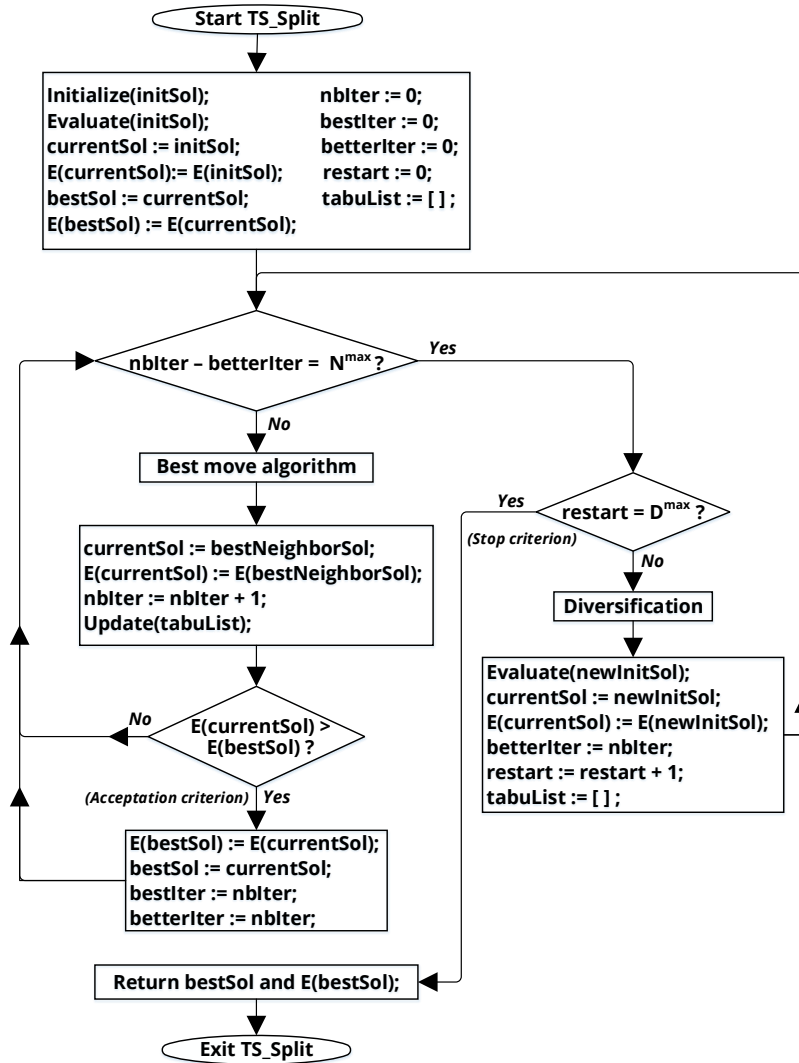 Start TS_Split
Initialize(initSol); nbIter := 0;
Evaluate(initSol); bestIter := 0;
currentSol := initSol; betterIter := 0;
E(currentSol):= E(initSol); restart := 0;
bestSol := currentSol; tabuList := [ ] ;
E(bestSol) := E(currentSol);
nbIter – betterIter = N^max ?
Yes
No
Best move algorithm
currentSol := bestNeighborSol;
E(currentSol) := E(bestNeighborSol);
nbIter := nbIter + 1;
Update(tabuList);
E(currentSol) >
E(bestSol) ?
No
(Acceptation criterion) Yes
E(bestSol) := E(currentSol);
bestSol := currentSol;
bestIter := nbIter;
betterIter := nbIter;
restart = D^max ?
Yes
(Stop criterion)
No
Diversification
Evaluate(newInitSol);
currentSol := newInitSol;
E(currentSol) := E(newInitSol);
betterIter := nbIter;
restart := restart + 1;
tabuList := [ ] ;
Return bestSol and E(bestSol);
Exit TS_Split